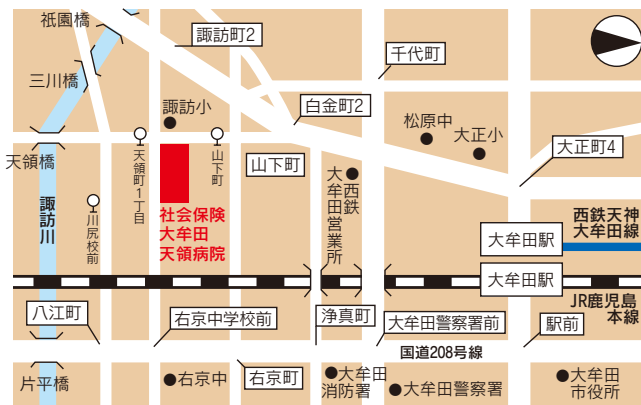 祇園橋
諏訪町2
千代町
三川橋
諏訪小
白金町2
松原中
大正小
天領橋
天領町1丁目
山下町
山下町
大正町4
西鉄
大牟田営業所
諏訪川
川尻校前
社会保険
大牟田
天領病院
西鉄天神
大牟田線
大牟田駅
大牟田駅
JR鹿児島
本線
八江町
右京中学校前
浄真町
大牟田警察署前
駅前
国道208号線
片平橋
右京中
右京町
大牟田
消防署
大牟田警察署
大牟田
市役所